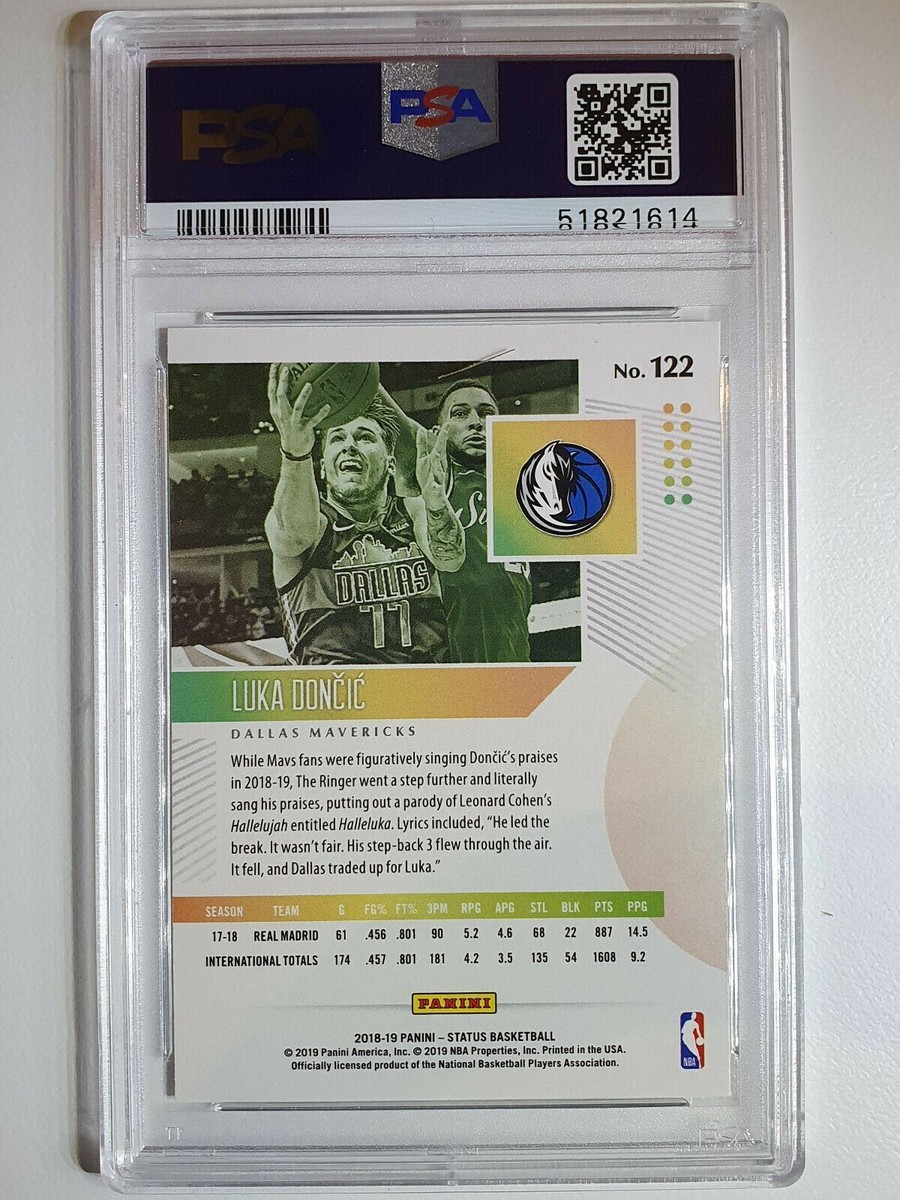 PSA
PSA
51821614
No. 122
DALLAS
77
LUKA DONČIĆ
DALLAS MAVERICKS
While Mavs fans were figuratively singing Dončić's praises
in 2018-19, The Ringer went a step further and literally
sang his praises, putting out a parody of Leonard Cohen's
Hallelujah entitled Halleluka. Lyrics included, "He led the
break. It wasn't fair. His step-back 3 flew through the air.
It fell, and Dallas traded up for Luka."
SEASON TEAM G FG% FT% 3PM RPG APG STL BLK PTS PPG
17-18 REAL MADRID 61 .456 .801 90 5.2 4.6 68 22 887 14.5
INTERNATIONAL TOTALS 174 .457 .801 181 4.2 3.5 135 54 1608 9.2
PANINI
2018-19 PANINI – STATUS BASKETBALL
© 2019 Panini America, Inc. © 2019 NBA Properties, Inc. Printed in the USA.
Officially licensed product of the National Basketball Players Association.
NBA
PSA